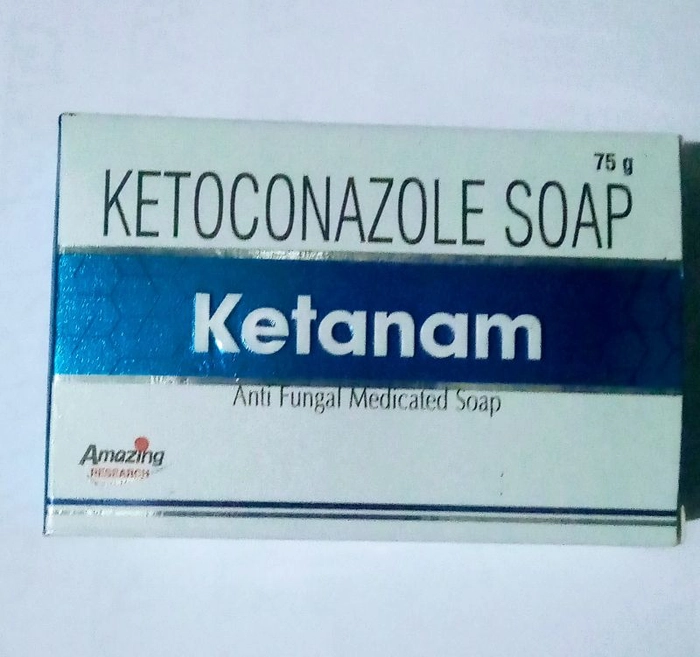 75 g
KETOCONAZOLE SOAP
Ketanam
Anti Fungal Medicated Soap
Amazing
RESEARCH